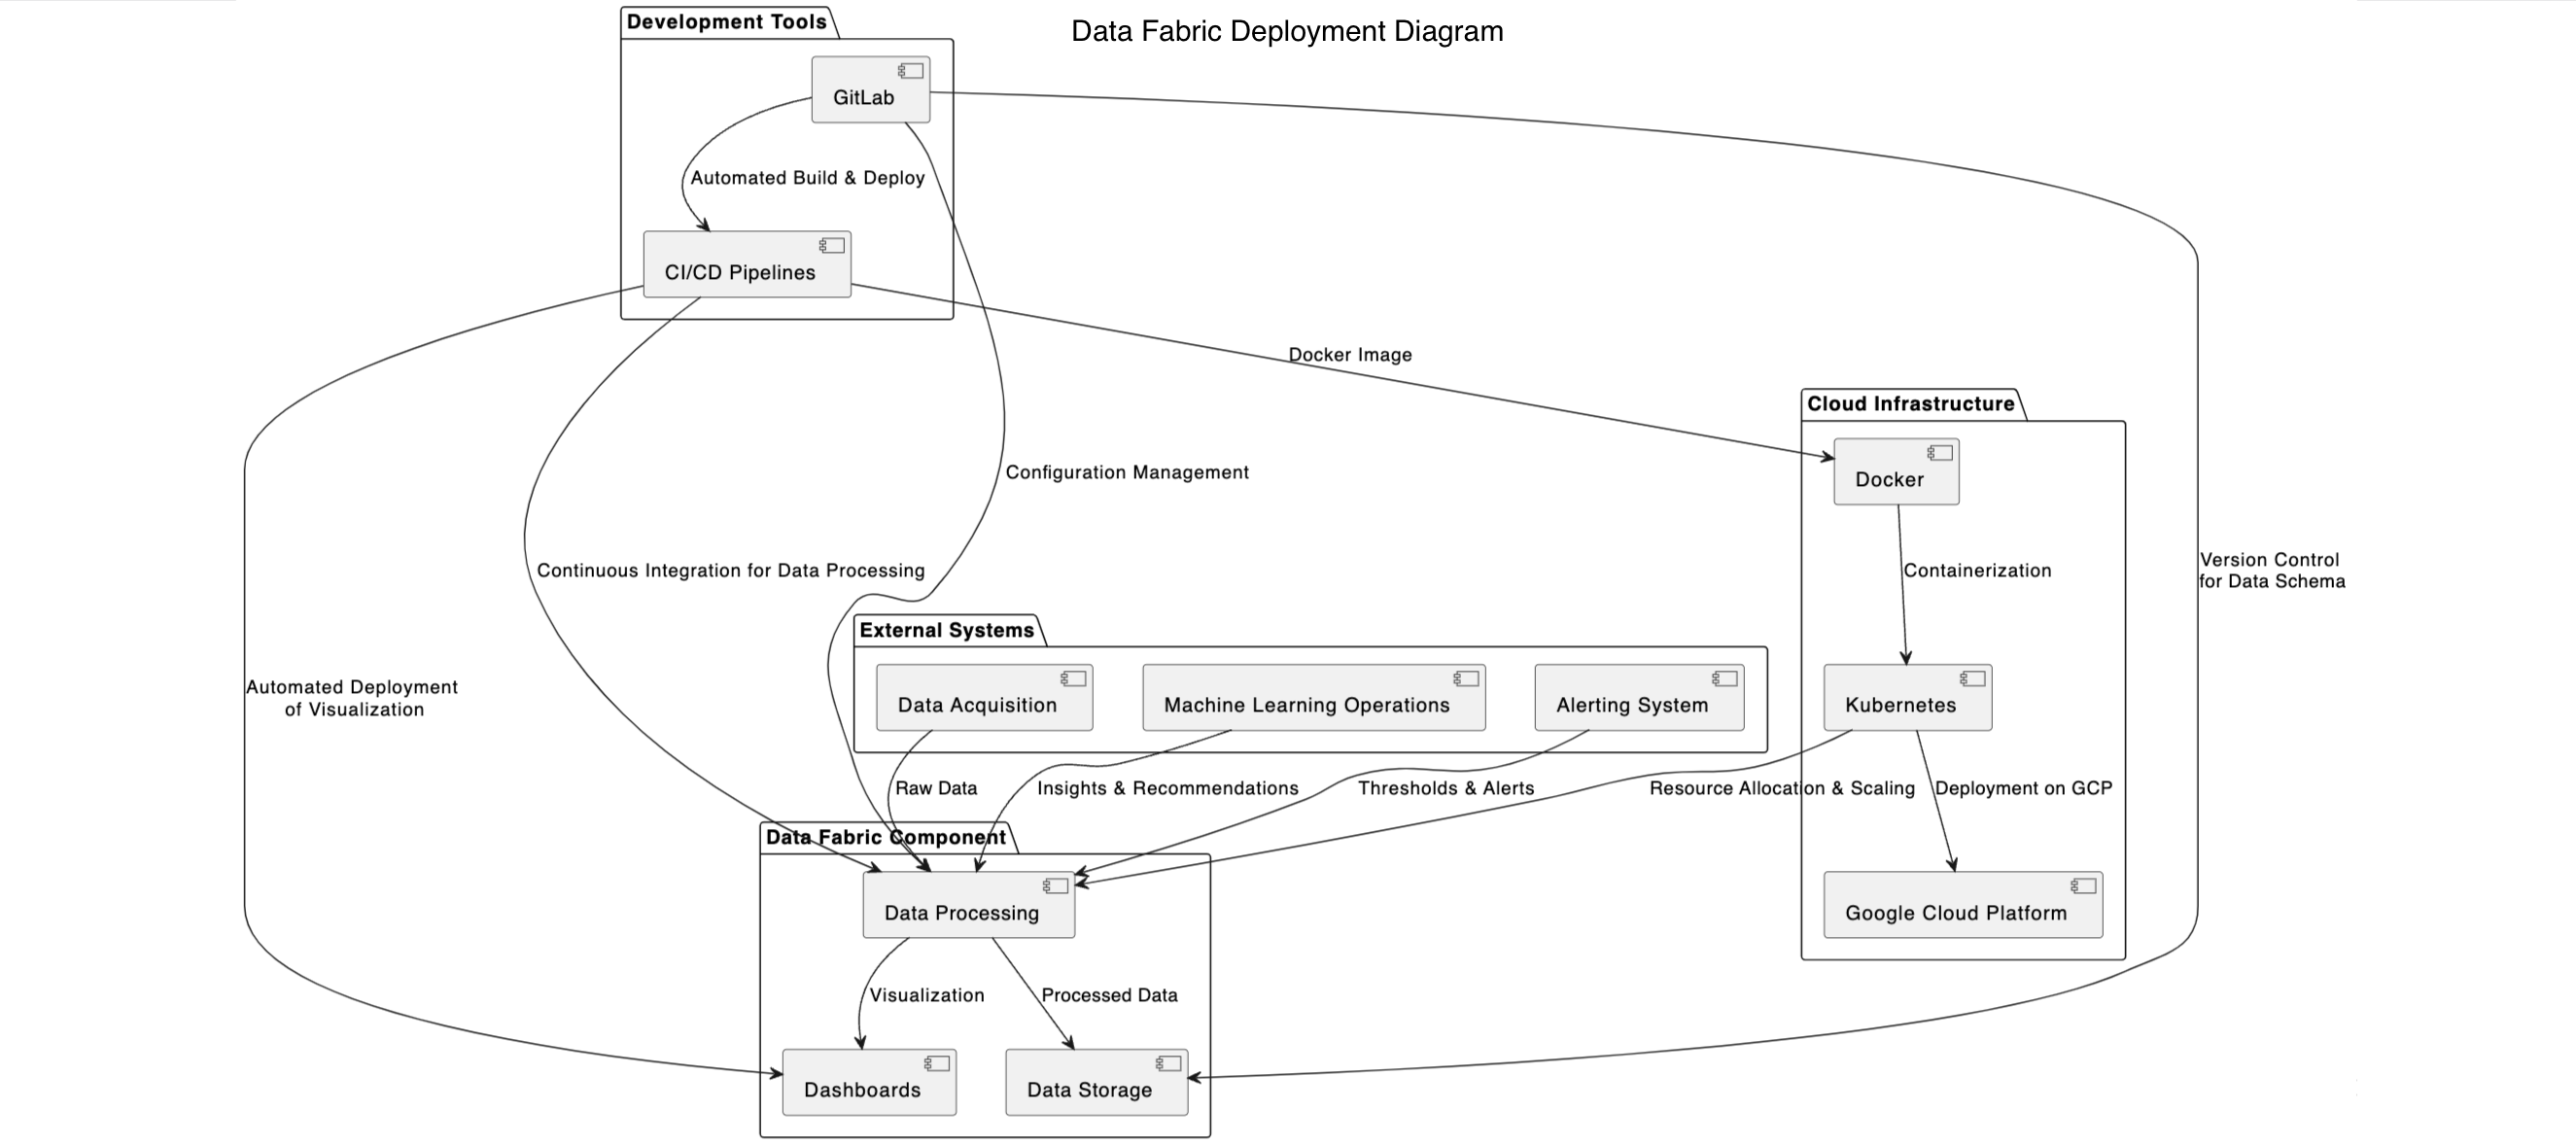 Data Fabric Deployment Diagram
Development Tools
GitLab
Automated Build & Deploy
CI/CD Pipelines
Docker Image
Cloud Infrastructure
Docker
Configuration Management
Continuous Integration for Data Processing
Containerization
Version Control
for Data Schema
External Systems
Data Acquisition
Machine Learning Operations
Alerting System
Kubernetes
Automated Deployment
of Visualization
Raw Data
Insights & Recommendations
Thresholds & Alerts
Resource Allocation & Scaling
Deployment on GCP
Data Fabric Component
Data Processing
Google Cloud Platform
Visualization
Processed Data
Dashboards
Data Storage